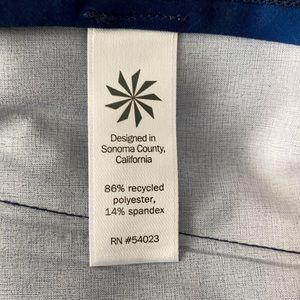 Designed in
Sonoma County,
California
86% recycled
polyester,
14% spandex
RN #54023